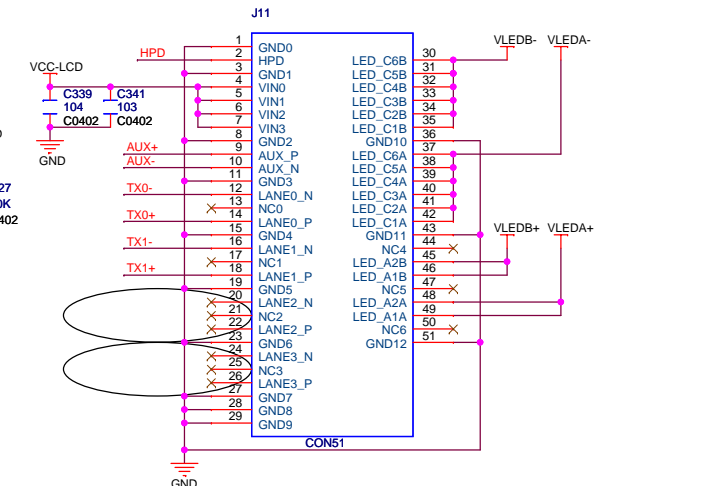 J11
1 GND0
HPD 2 HPD LED_C6B 30 VLEDB- VLEDA-
3 GND1 LED_C5B 31
VCC-LCD 4 VIN0 LED_C4B 32
C339 C341 5 VIN1 LED_C3B 33
104 103 6 VIN2 LED_C2B 34
C0402 C0402 7 VIN3 LED_C1B 35
8 GND2 GND10 36
GND AUX+ 9 AUX_P LED_C6A 37
AUX- 10 AUX_N LED_C5A 38
27 11 GND3 LED_C4A 39
0K TX0- 12 LANE0_N LED_C3A 40
402 13 NC0 LED_C2A 41
TX0+ 14 LANE0_P LED_C1A 42
15 GND4 GND11 43 VLEDB+ VLEDA+
TX1- 16 LANE1_N NC4 44
17 NC1 LED_A2B 45
TX1+ 18 LANE1_P LED_A1B 46
19 GND5 NC5 47
20 LANE2_N LED_A2A 48
21 NC2 LED_A1A 49
22 LANE2_P NC6 50
23 GND6 GND12 51
24 LANE3_N
25 NC3
26 LANE3_P
27 GND7
28 GND8
29 GND9
CON51
GND